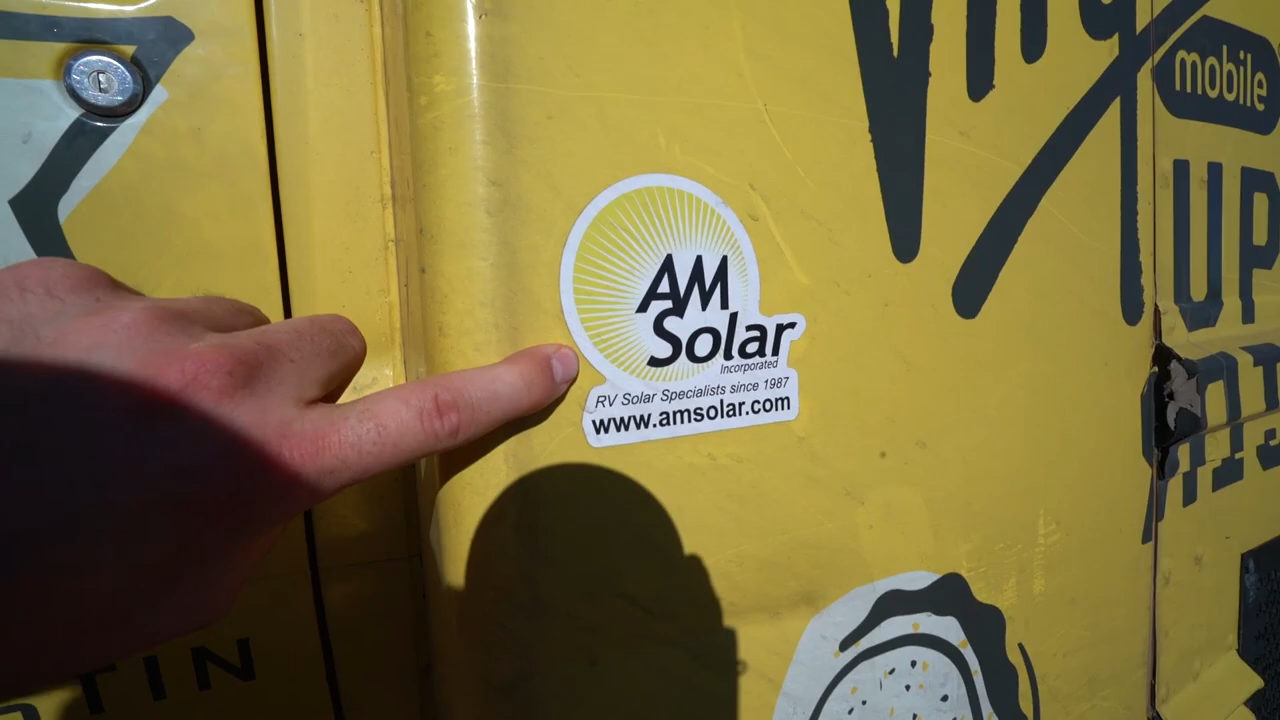 mobile
UP
AM
Solar
Incorporated
RV Solar Specialists since 1987
www.amsolar.com